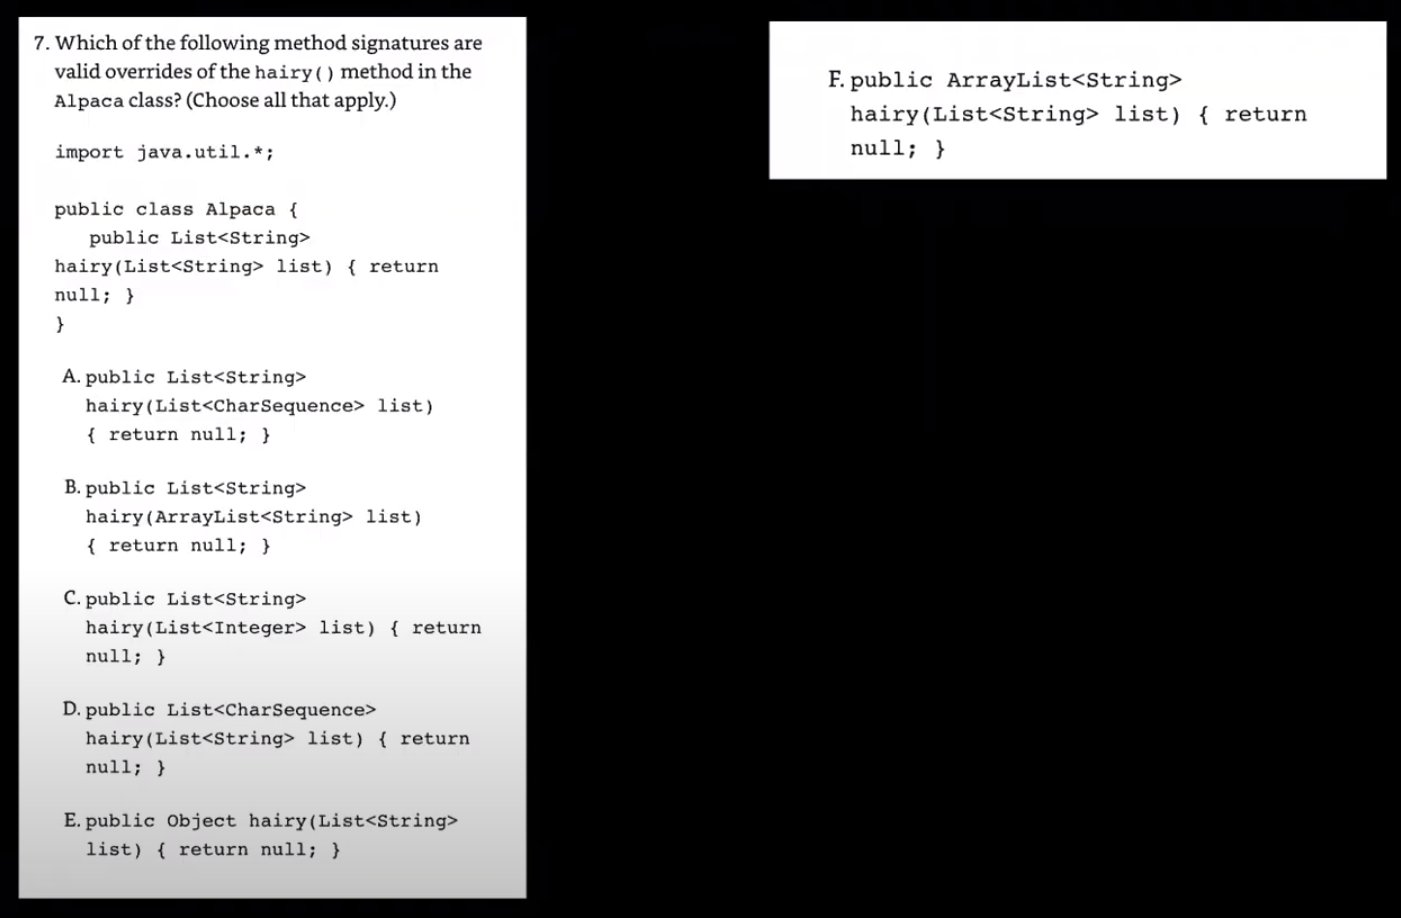 7. Which of the following method signatures are
valid overrides of the hairy() method in the
Alpaca class? (Choose all that apply.)
import java.util.*;
public class Alpaca {
public List<String>
hairy(List<String> list) { return
null; }
}
A. public List<String>
hairy(List<CharSequence> list)
{ return null; }
B. public List<String>
hairy(ArrayList<String> list)
{ return null; }
C. public List<String>
hairy(List<Integer> list) { return
null; }
D. public List<CharSequence>
hairy(List<String> list) { return
null; }
E. public Object hairy(List<String>
list) { return null; }
F. public ArrayList<String>
hairy(List<String> list) { return
null; }